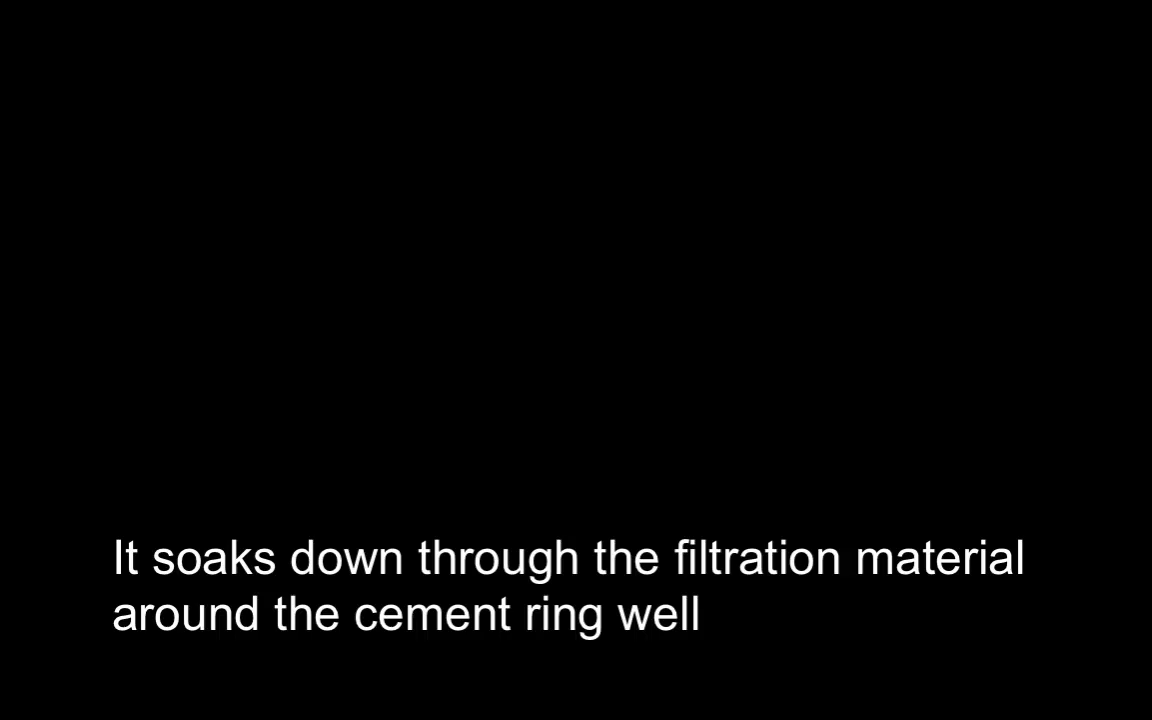 It soaks down through the filtration material
around the cement ring well